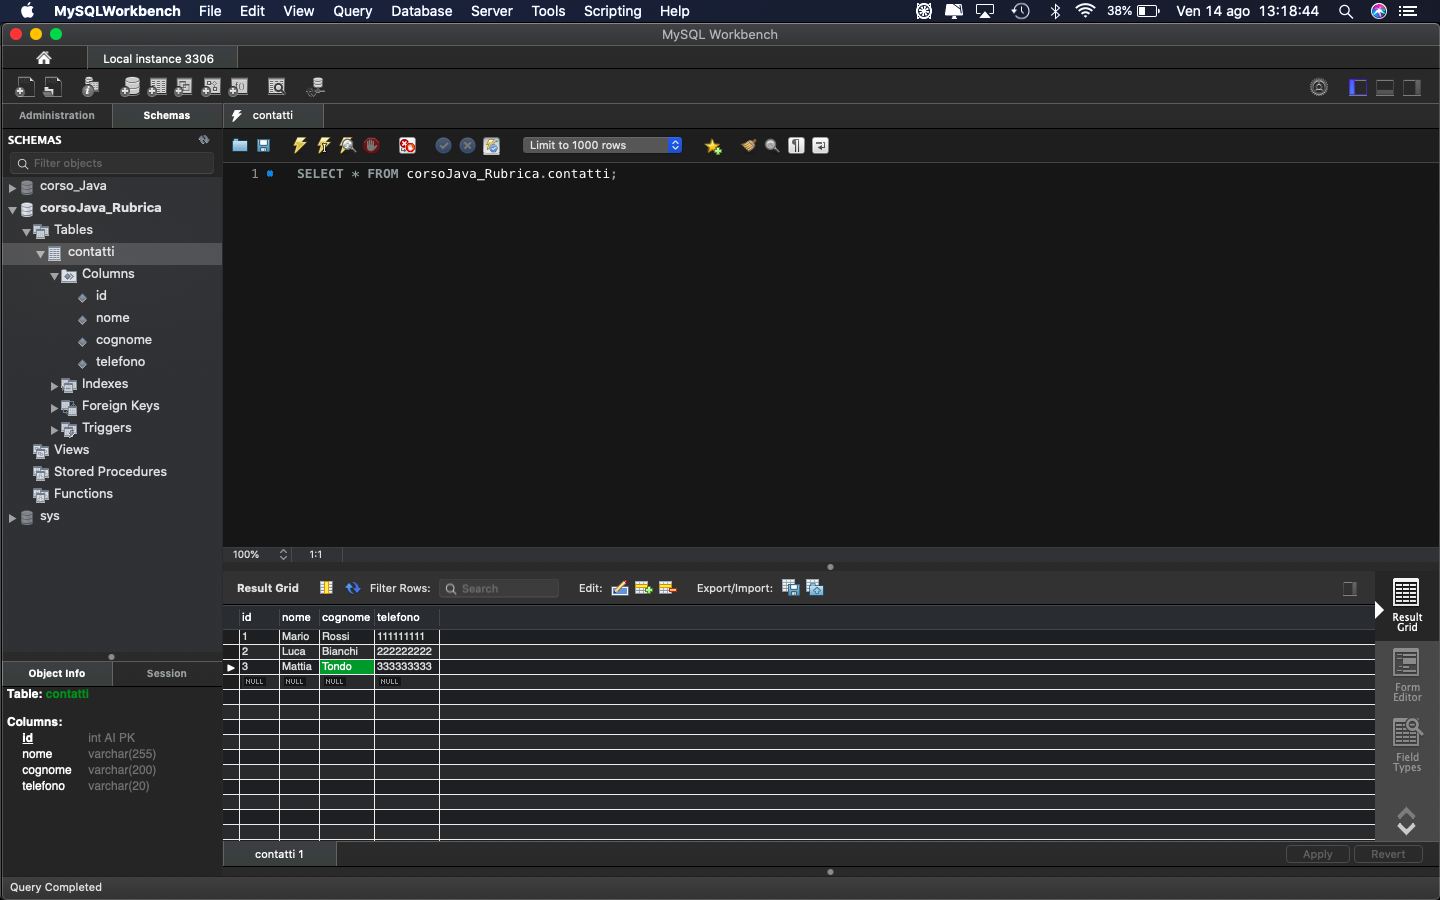 MySQLWorkbench File Edit View Query Database Server Tools Scripting Help 38% Ven 14 ago 13:18:44
MySQL Workbench
Local instance 3306
Administration Schemas contatti
SCHEMAS
Filter objects
Limit to 1000 rows
1 SELECT * FROM corsoJava_Rubrica.contatti;
corso_Java
corsoJava_Rubrica
Tables
contatti
Columns
id
nome
cognome
telefono
Indexes
Foreign Keys
Triggers
Views
Stored Procedures
Functions
sys
100% 1:1
Result Grid Filter Rows: Search Edit: Export/Import:
id nome cognome telefono
1 Mario Rossi 111111111
2 Luca Bianchi 222222222
3 Mattia Tondo 333333333
NULL NULL NULL NULL
Result
Grid
Form
Editor
Field
Types
Object Info Session
Table: contatti
Columns:
id int AI PK
nome varchar(255)
cognome varchar(200)
telefono varchar(20)
contatti 1 Apply Revert
Query Completed